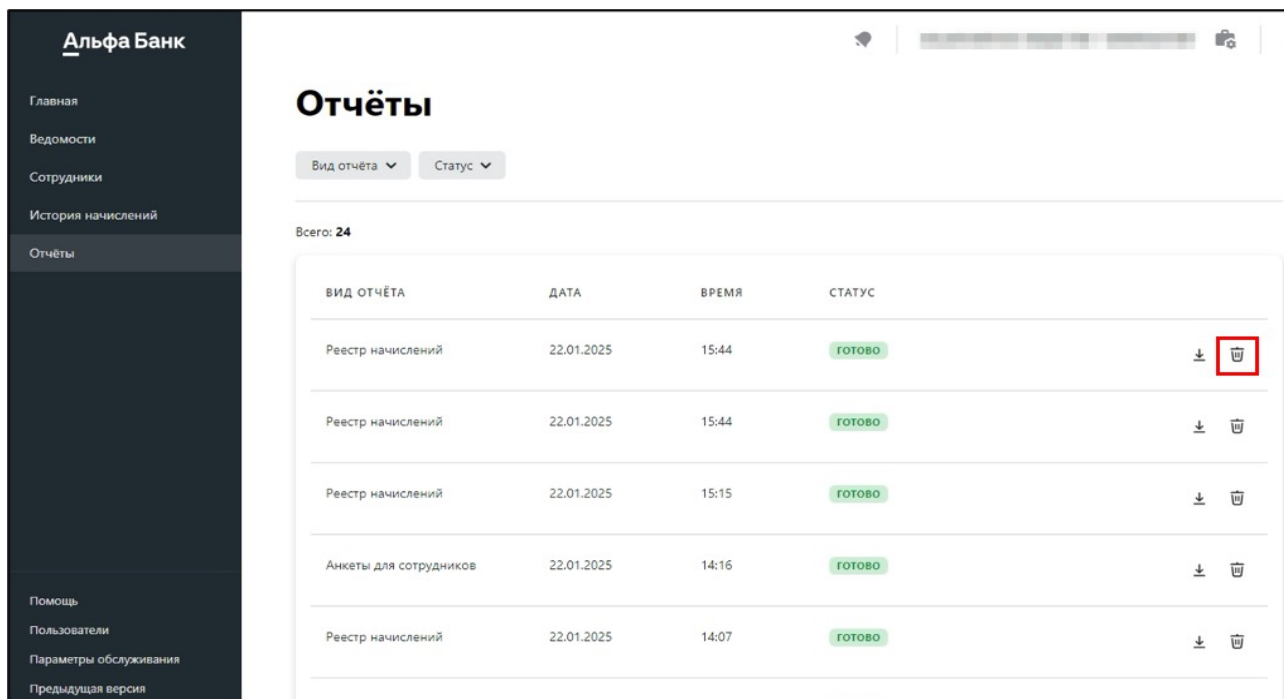 Альфа Банк
Главная
Ведомости
Сотрудники
История начислений
Отчёты
Помощь
Пользователи
Параметры обслуживания
Предыдущая версия
Отчёты
Вид отчёта Статус
Всего: 24
ВИД ОТЧЁТА ДАТА ВРЕМЯ СТАТУС
Реестр начислений 22.01.2025 15:44 ГОТОВО
Реестр начислений 22.01.2025 15:44 ГОТОВО
Реестр начислений 22.01.2025 15:15 ГОТОВО
Анкеты для сотрудников 22.01.2025 14:16 ГОТОВО
Реестр начислений 22.01.2025 14:07 ГОТОВО